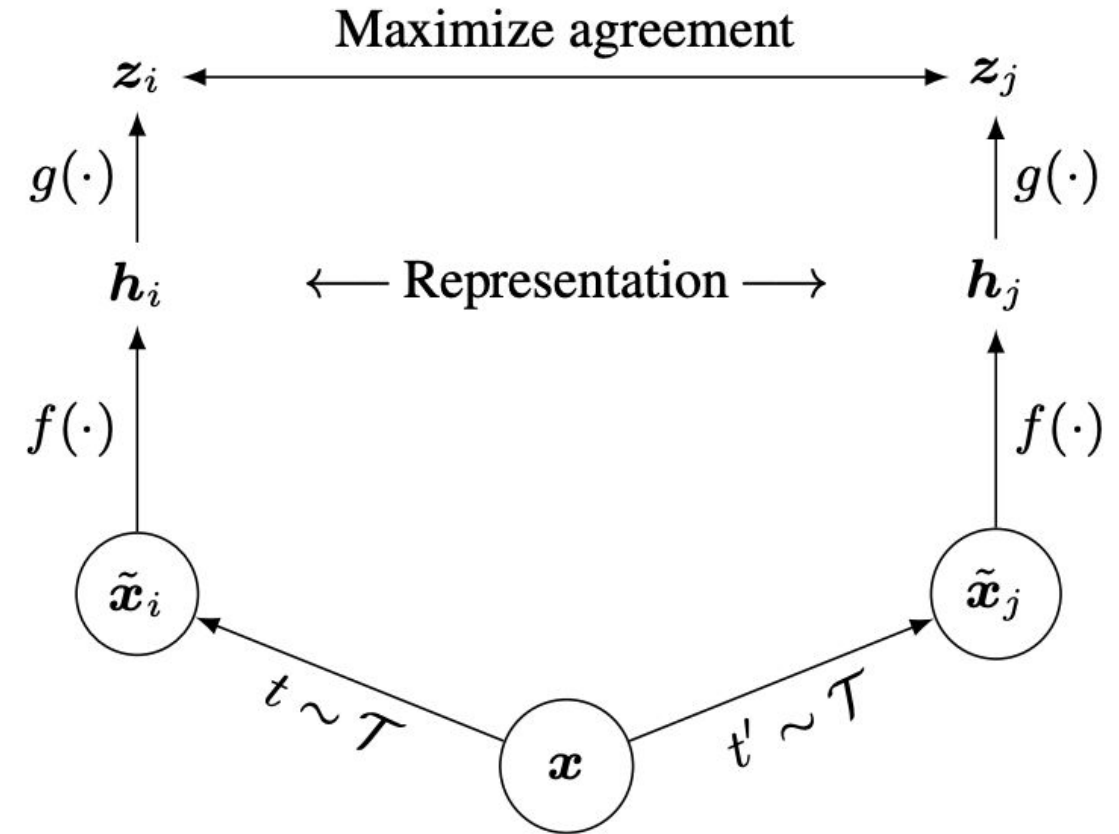 Maximize agreement
z_i z_j
g(·) g(·)
h_i ← Representation → h_j
f(·) f(·)
x̃_i x̃_j
t ∼ 𝒯 t′ ∼ 𝒯
x